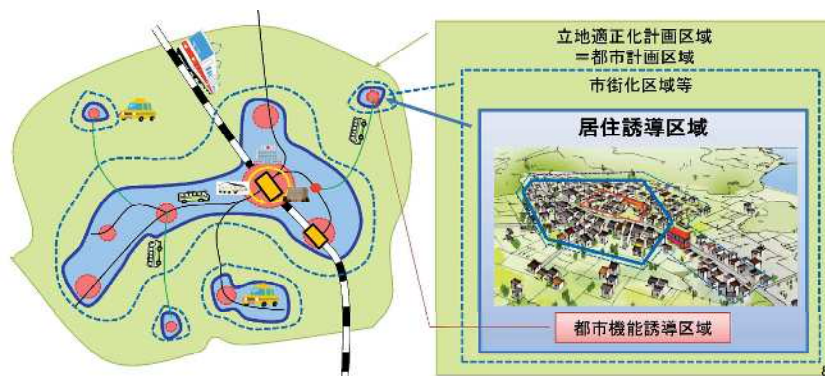 立地適正化計画区域
＝都市計画区域
市街化区域等
居住誘導区域
都市機能誘導区域
8